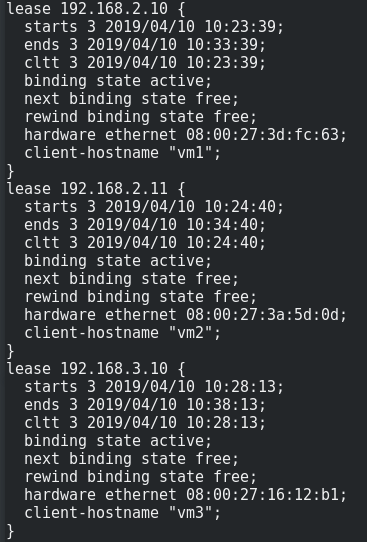 lease 192.168.2.10 {
  starts 3 2019/04/10 10:23:39;
  ends 3 2019/04/10 10:33:39;
  cltt 3 2019/04/10 10:23:39;
  binding state active;
  next binding state free;
  rewind binding state free;
  hardware ethernet 08:00:27:3d:fc:63;
  client-hostname "vm1";
}
lease 192.168.2.11 {
  starts 3 2019/04/10 10:24:40;
  ends 3 2019/04/10 10:34:40;
  cltt 3 2019/04/10 10:24:40;
  binding state active;
  next binding state free;
  rewind binding state free;
  hardware ethernet 08:00:27:3a:5d:0d;
  client-hostname "vm2";
}
lease 192.168.3.10 {
  starts 3 2019/04/10 10:28:13;
  ends 3 2019/04/10 10:38:13;
  cltt 3 2019/04/10 10:28:13;
  binding state active;
  next binding state free;
  rewind binding state free;
  hardware ethernet 08:00:27:16:12:b1;
  client-hostname "vm3";
}